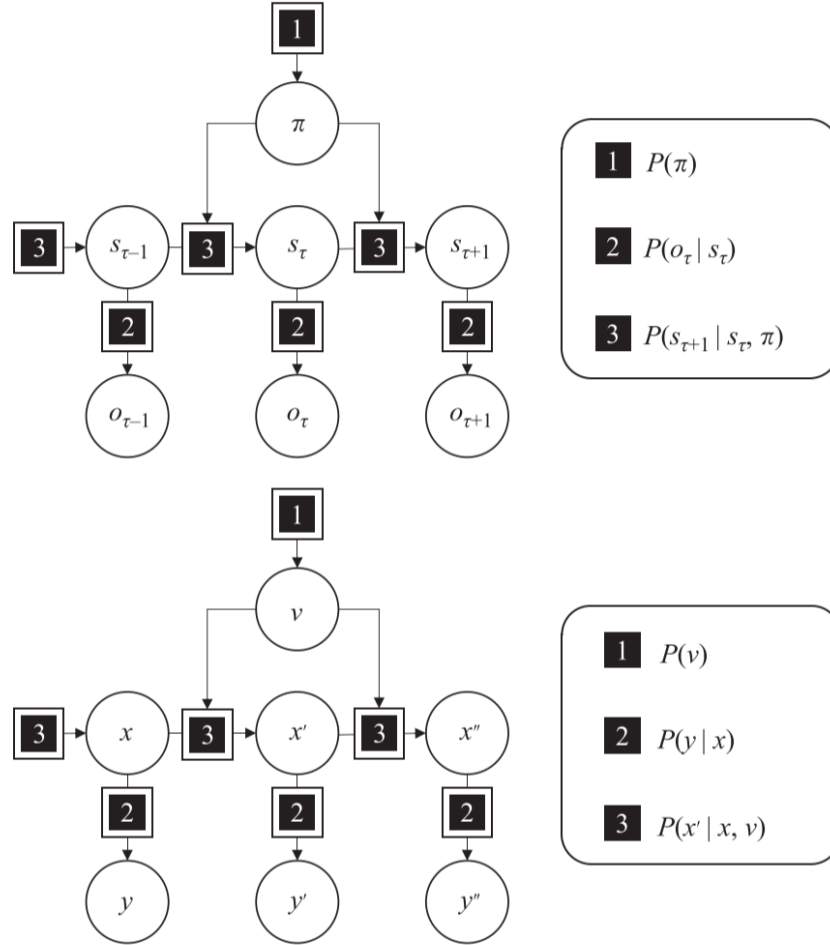 1
π
3 s_{τ–1} 3 s_τ 3 s_{τ+1}
2 2 2
o_{τ–1} o_τ o_{τ+1}
1 P(π)
2 P(o_τ | s_τ)
3 P(s_{τ+1} | s_τ, π)
1
v
3 x 3 x′ 3 x″
2 2 2
y y′ y″
1 P(v)
2 P(y | x)
3 P(x′ | x, v)